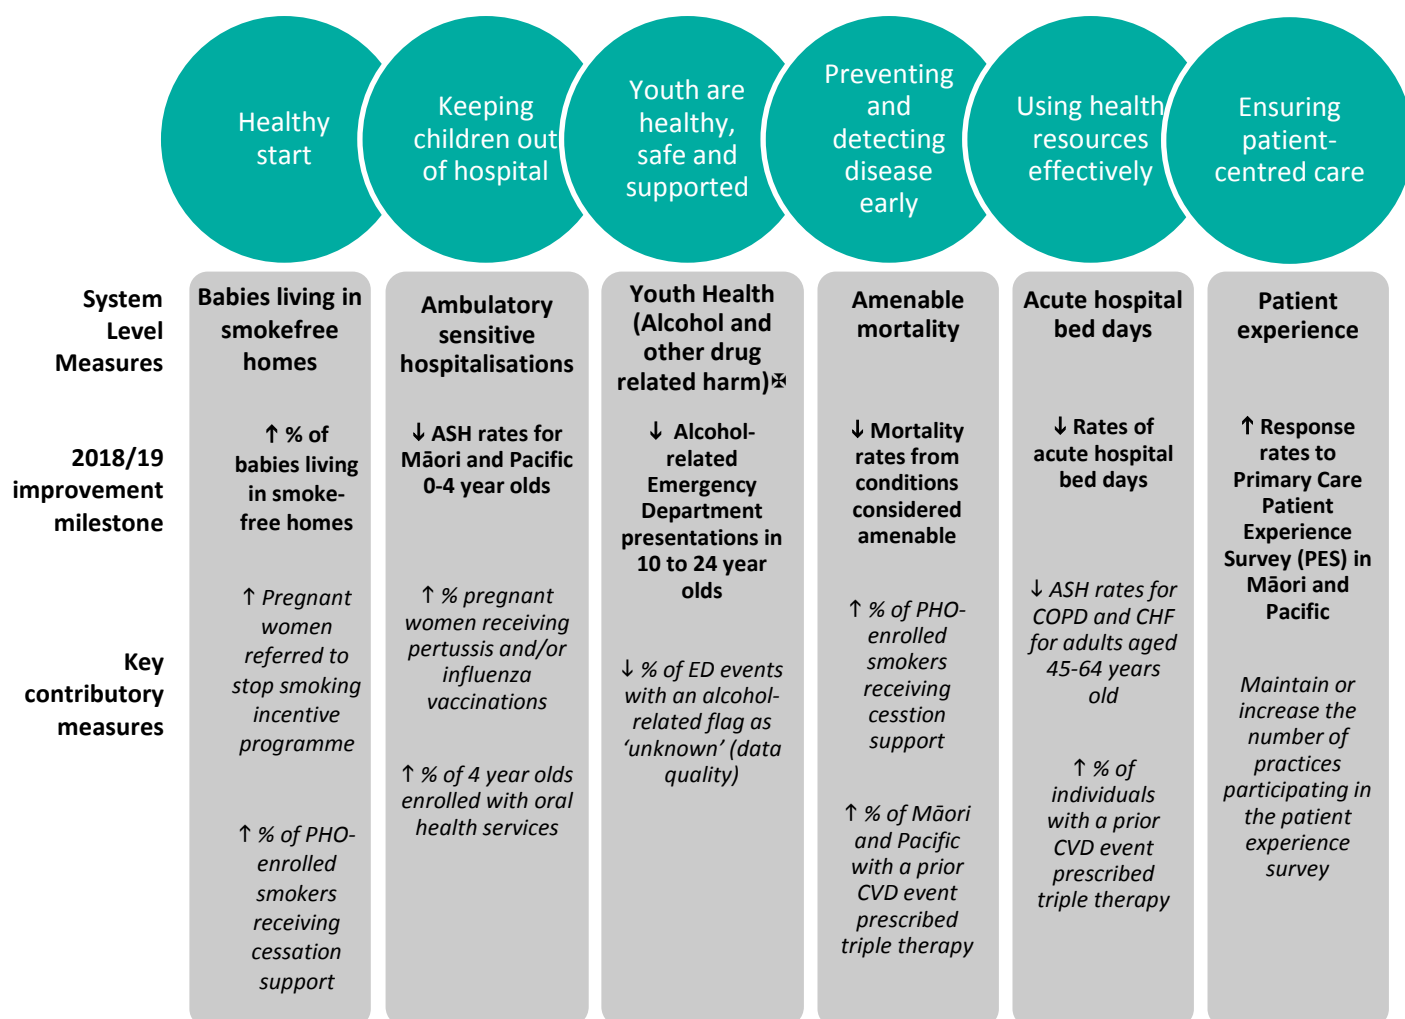 Healthy
start
Keeping
children out
of hospital
Youth are
healthy,
safe and
supported
Preventing
and
detecting
disease
early
Using health
resources
effectively
Ensuring
patient-
centred care
System
Level
Measures
Babies living in
smokefree
homes
Ambulatory
sensitive
hospitalisations
Youth Health
(Alcohol and
other drug
related harm)✠
Amenable
mortality
Acute hospital
bed days
Patient
experience
2018/19
improvement
milestone
↑ % of
babies living
in smoke-
free homes
↓ ASH rates for
Māori and Pacific
0-4 year olds
↓ Alcohol-
related
Emergency
Department
presentations in
10 to 24 year
olds
↓ Mortality
rates from
conditions
considered
amenable
↓ Rates of
acute hospital
bed days
↑ Response
rates to
Primary Care
Patient
Experience
Survey (PES) in
Māori and
Pacific
Key
contributory
measures
↑ Pregnant
women
referred to
stop smoking
incentive
programme
↑ % of PHO-
enrolled
smokers
receiving
cessation
support
↑ % pregnant
women receiving
pertussis and/or
influenza
vaccinations
↑ % of 4 year olds
enrolled with oral
health services
↓ % of ED events
with an alcohol-
related flag as
‘unknown’ (data
quality)
↑ % of PHO-
enrolled
smokers
receiving
cesstion
support
↑ % of Māori
and Pacific
with a prior
CVD event
prescribed
triple therapy
↓ ASH rates for
COPD and CHF
for adults aged
45-64 years
old
↑ % of
individuals
with a prior
CVD event
prescribed
triple therapy
Maintain or
increase the
number of
practices
participating in
the patient
experience
survey